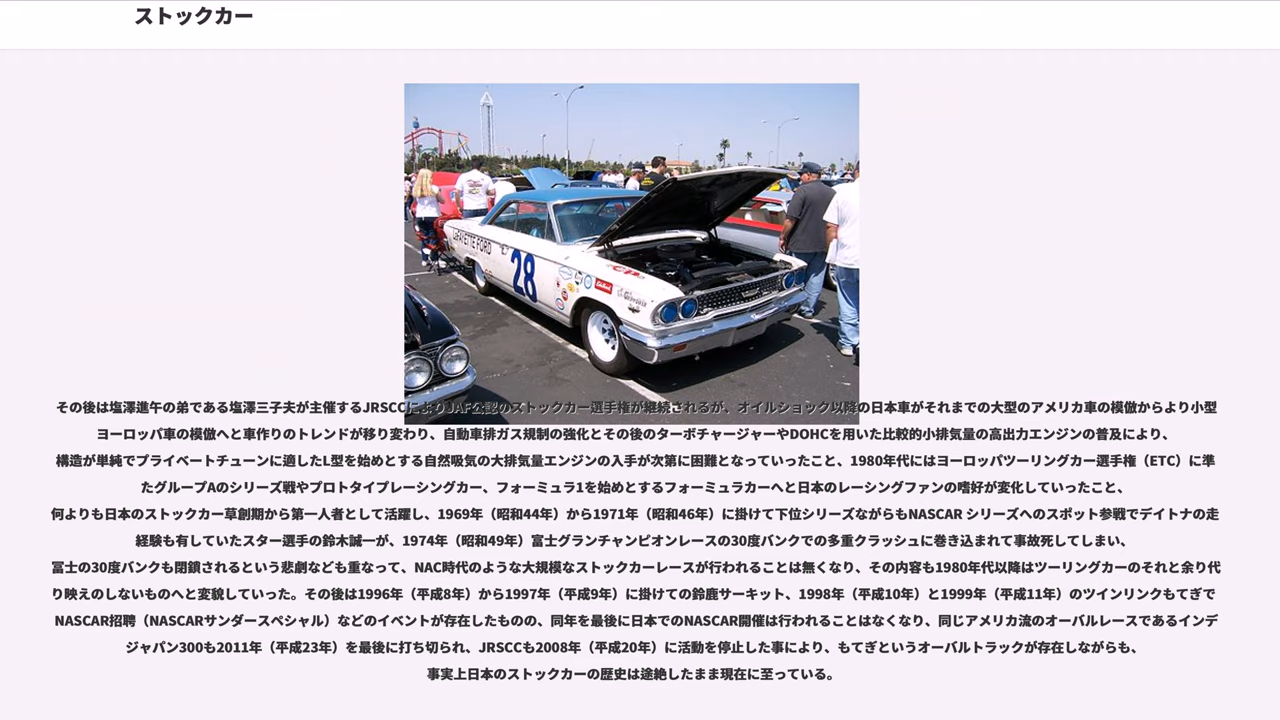 ストックカー
LAFAYETTE FORD
28
その後は塩澤進午の弟である塩澤三子夫が主催するJRSCCによりJAF公認のストックカー選手権が継続されるが、オイルショック以降の日本車がそれまでの大型のアメリカ車の模倣からより小型
ヨーロッパ車の模倣へと車作りのトレンドが移り変わり、自動車排ガス規制の強化とその後のターボチャージャーやDOHCを用いた比較的小排気量の高出力エンジンの普及により、
構造が単純でプライベートチューンに適したL型を始めとする自然吸気の大排気量エンジンの入手が次第に困難となっていったこと、1980年代にはヨーロッパツーリングカー選手権（ETC）に準
たグループAのシリーズ戦やプロトタイプレーシングカー、フォーミュラ1を始めとするフォーミュラカーへと日本のレーシングファンの嗜好が変化していったこと、
何よりも日本のストックカー草創期から第一人者として活躍し、1969年（昭和44年）から1971年（昭和46年）に掛けて下位シリーズながらもNASCAR シリーズへのスポット参戦でデイトナの走
経験も有していたスター選手の鈴木誠一が、1974年（昭和49年）富士グランチャンピオンレースの30度バンクでの多重クラッシュに巻き込まれて事故死してしまい、
冨士の30度バンクも閉鎖されるという悲劇なども重なって、NAC時代のような大規模なストックカーレースが行われることは無くなり、その内容も1980年代以降はツーリングカーのそれと余り代
り映えのしないものへと変貌していった。その後は1996年（平成8年）から1997年（平成9年）に掛けての鈴鹿サーキット、1998年（平成10年）と1999年（平成11年）のツインリンクもてぎで
NASCAR招聘（NASCARサンダースペシャル）などのイベントが存在したものの、同年を最後に日本でのNASCAR開催は行われることはなくなり、同じアメリカ流のオーバルレースであるインデ
ジャパン300も2011年（平成23年）を最後に打ち切られ、JRSCCも2008年（平成20年）に活動を停止した事により、もてぎというオーバルトラックが存在しながらも、
事実上日本のストックカーの歴史は途絶したまま現在に至っている。